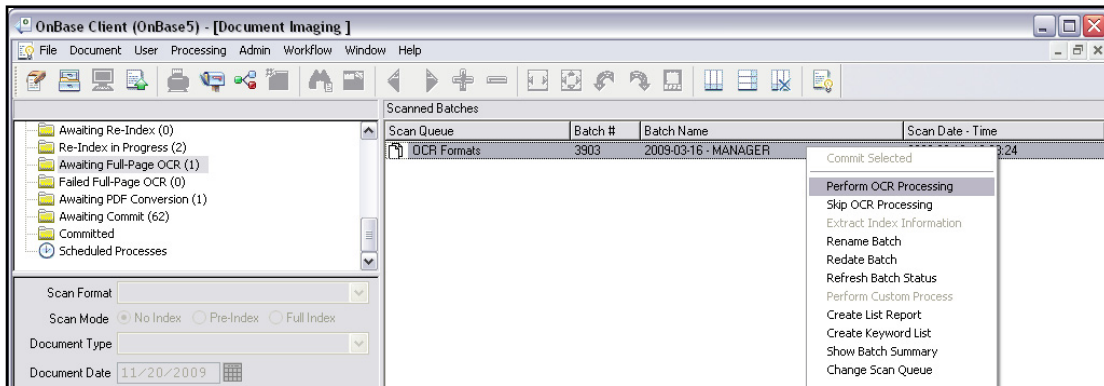 OnBase Client (OnBase5) - [Document Imaging ]
File Document User Processing Admin Workflow Window Help
Scanned Batches
Awaiting Re-Index (0)
Re-Index in Progress (2)
Awaiting Full-Page OCR (1)
Failed Full-Page OCR (0)
Awaiting PDF Conversion (1)
Awaiting Commit (62)
Committed
Scheduled Processes
Scan Queue Batch # Batch Name Scan Date - Time
OCR Formats 3903 2009-03-16 - MANAGER
Commit Selected
Perform OCR Processing
Skip OCR Processing
Extract Index Information
Rename Batch
Redate Batch
Refresh Batch Status
Perform Custom Process
Create List Report
Create Keyword List
Show Batch Summary
Change Scan Queue
Scan Format
Scan Mode No Index Pre-Index Full Index
Document Type
Document Date 11/20/2009